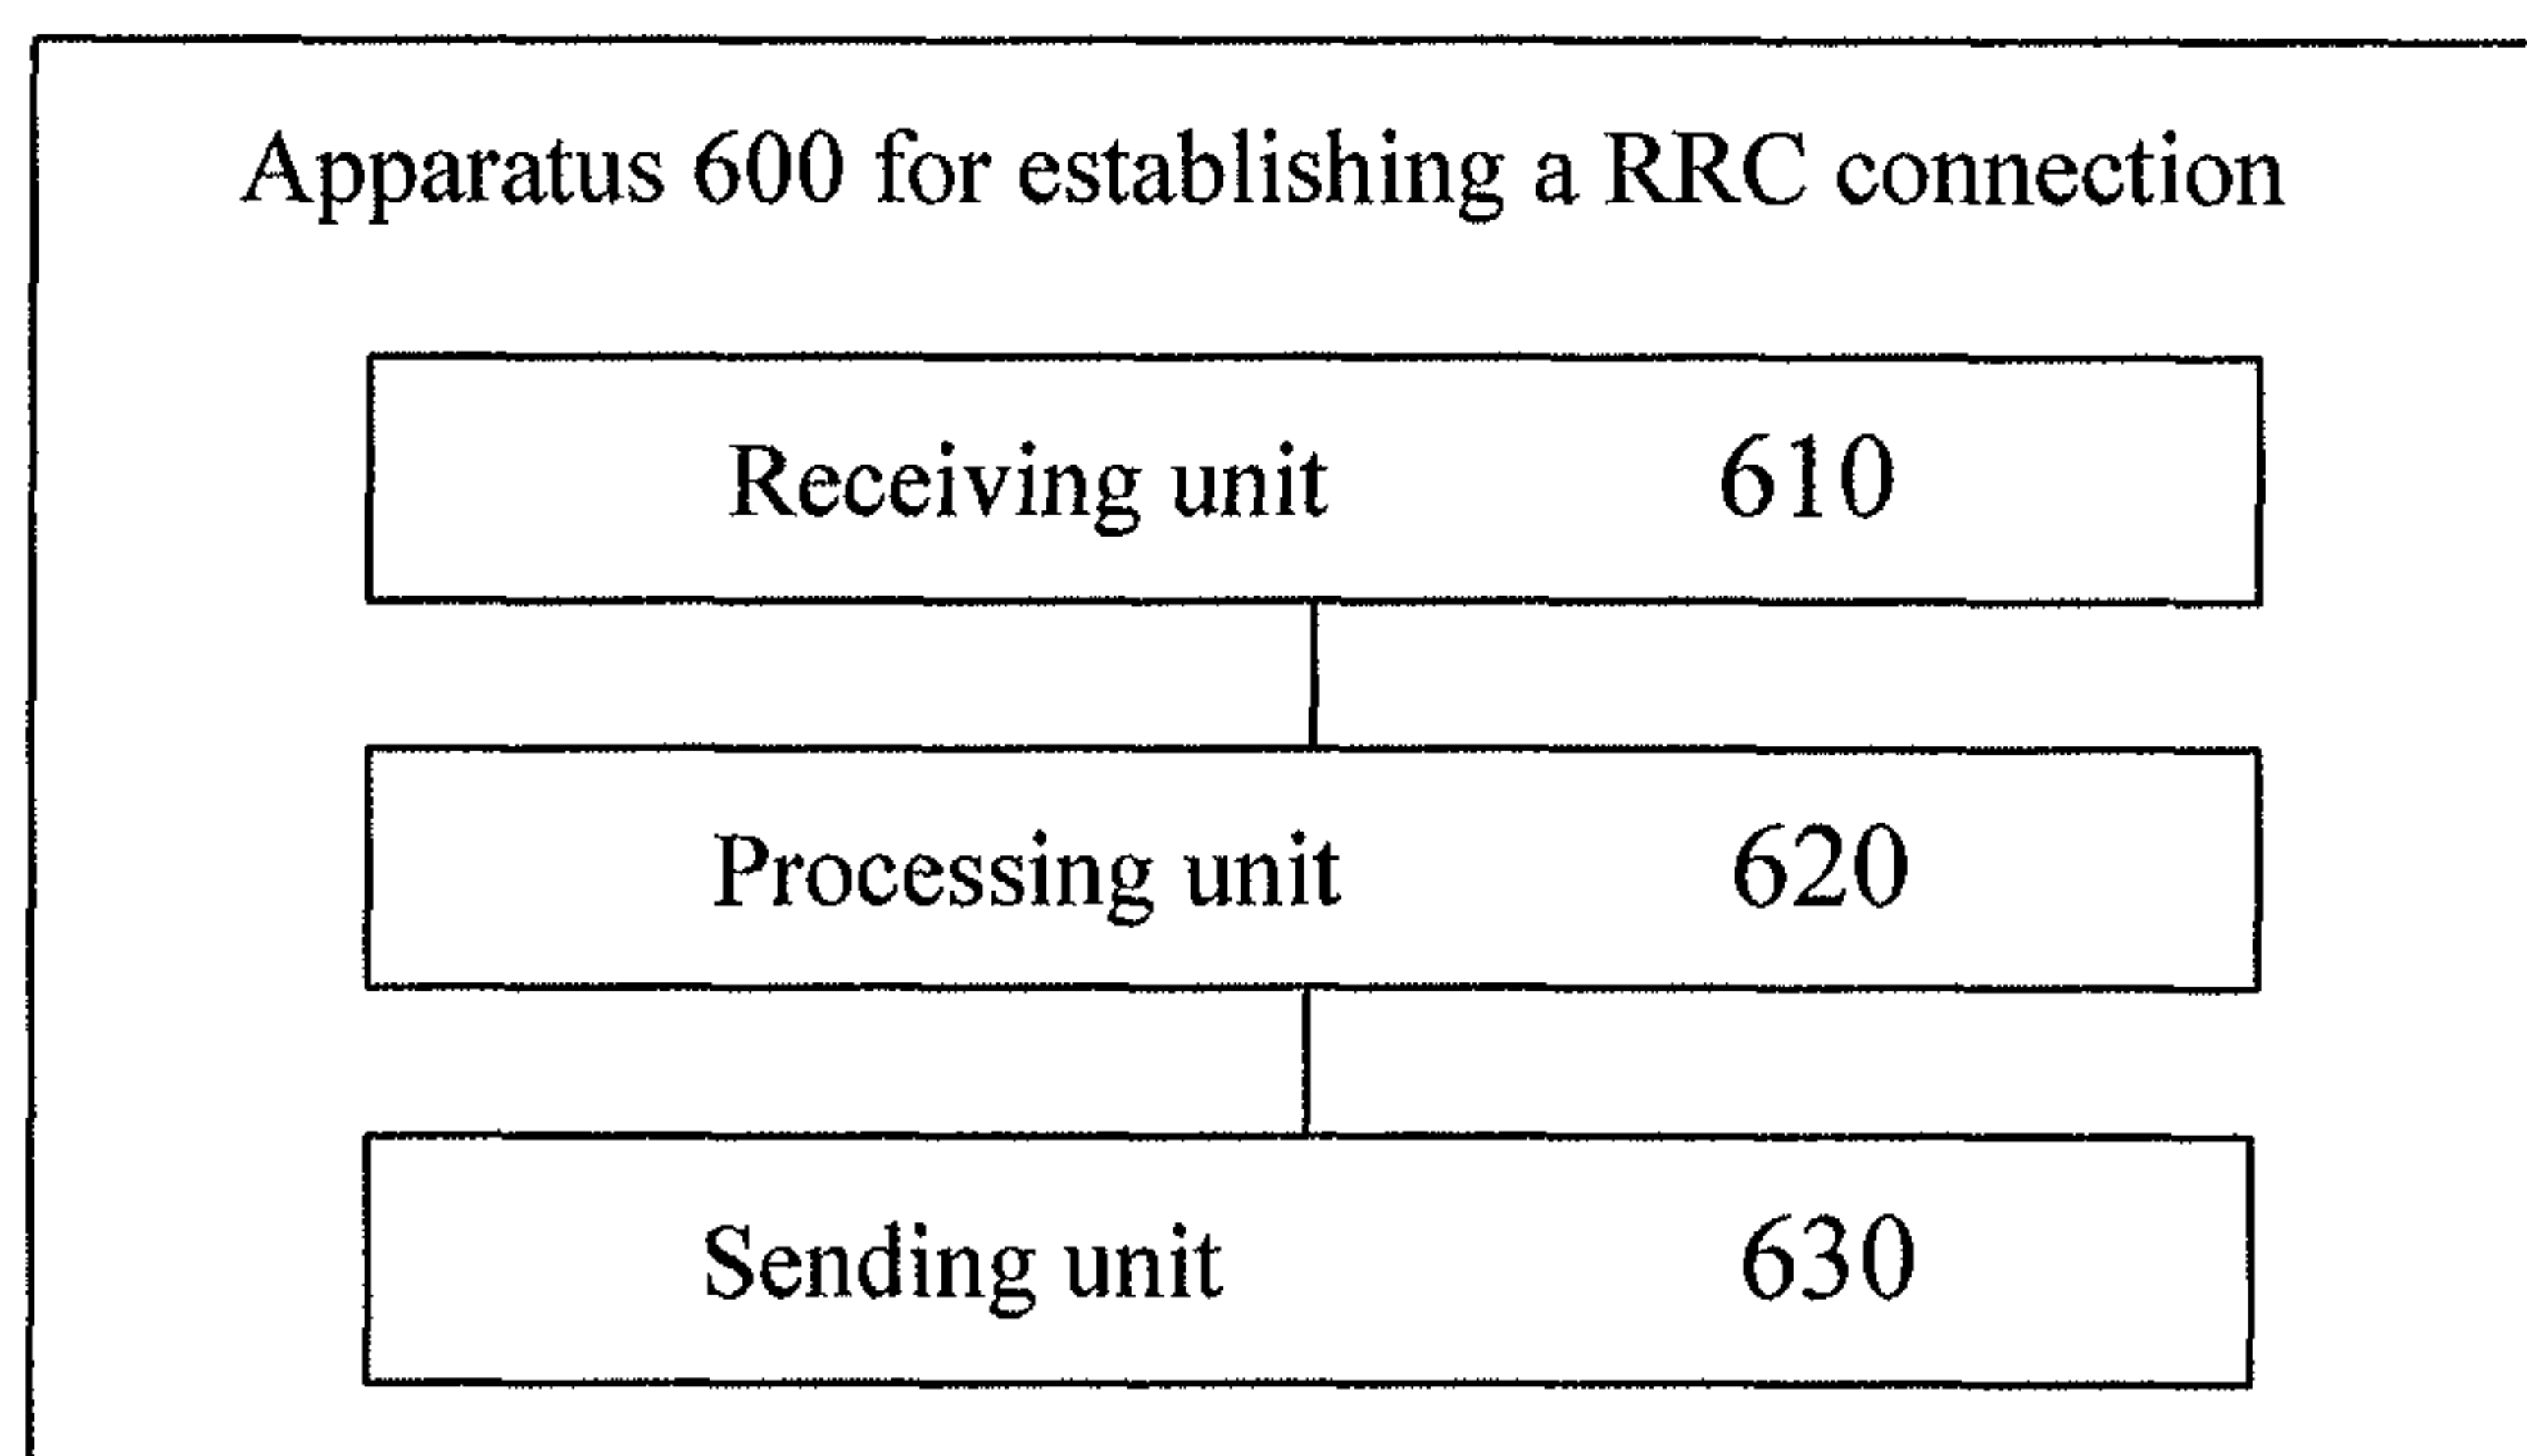 Apparatus 600 for establishing a RRC connection
Receiving unit 610
Processing unit 620
Sending unit 630